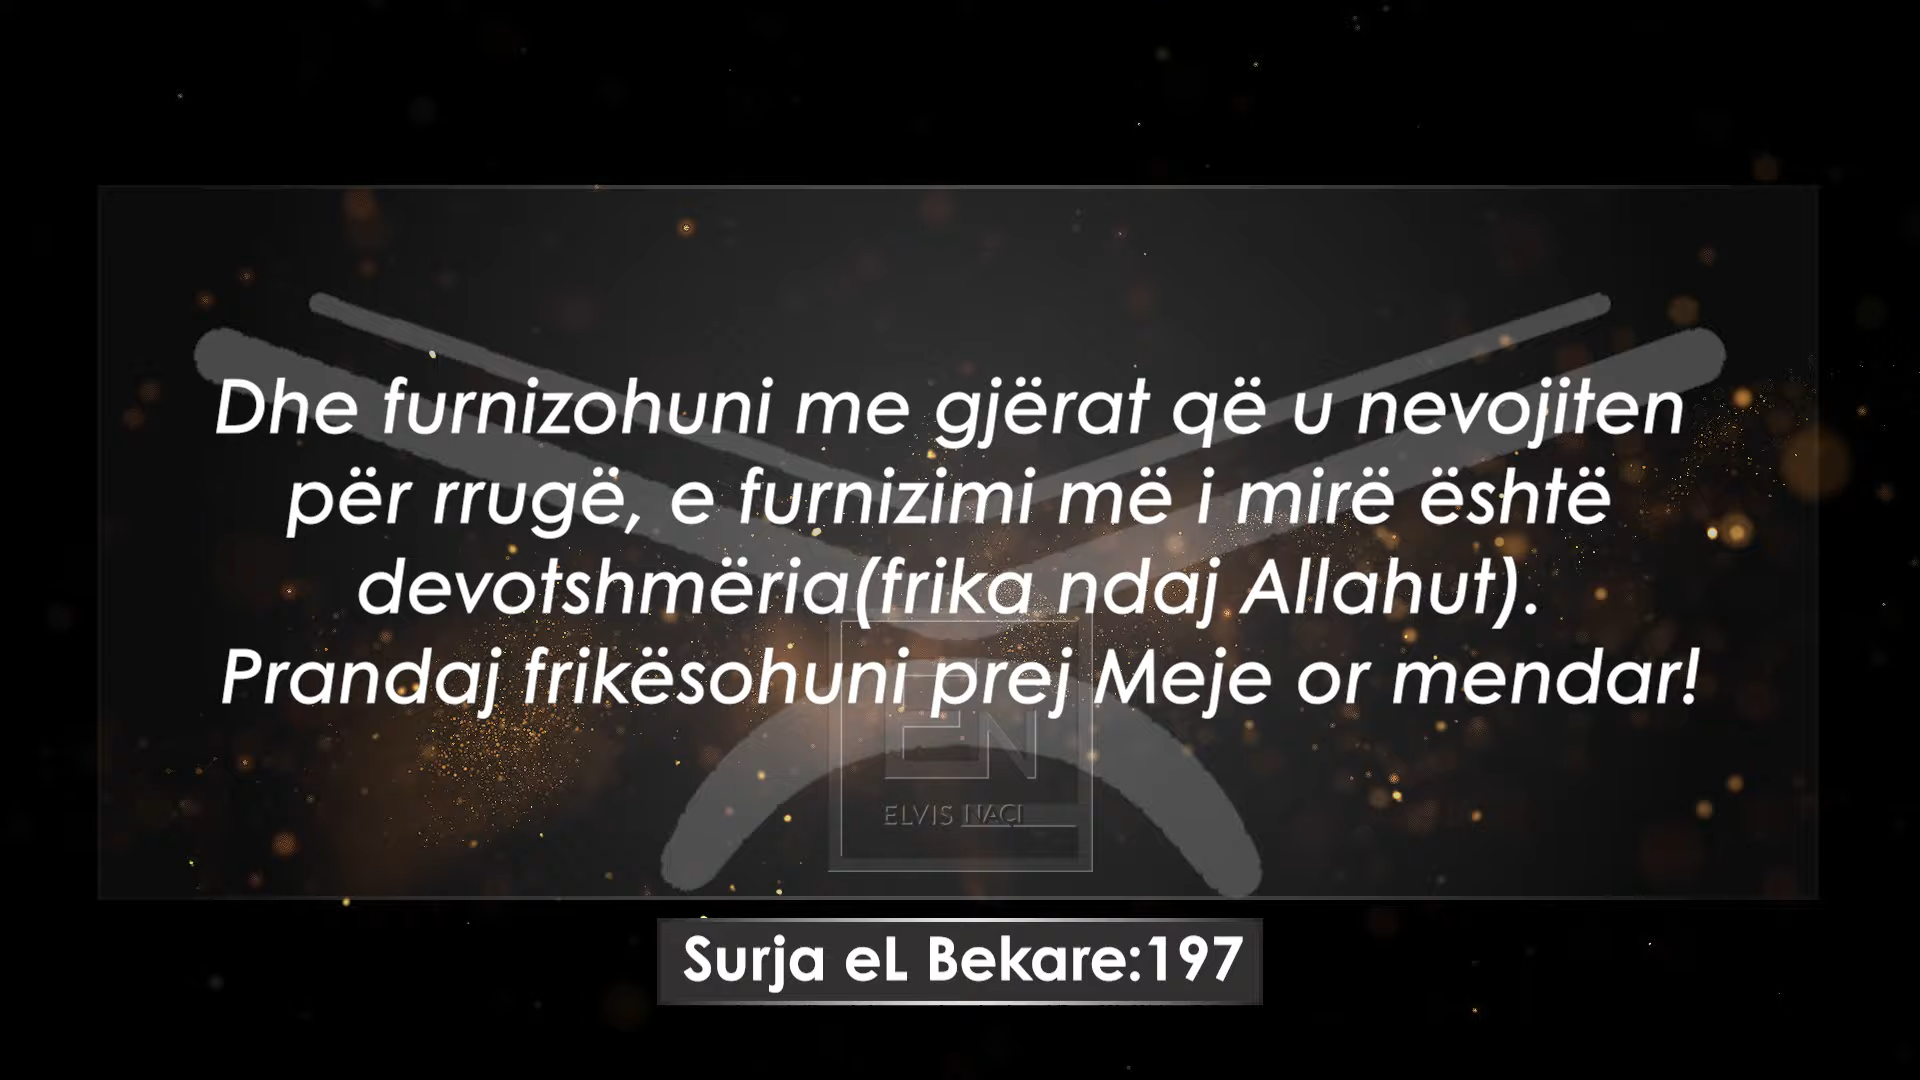 Dhe furnizohuni me gjërat që u nevojiten
për rrugë, e furnizimi më i mirë është
devotshmëria(frika ndaj Allahut).
Prandaj frikësohuni prej Meje or mendar!
EN
ELVIS NACI
Surja eL Bekare:197